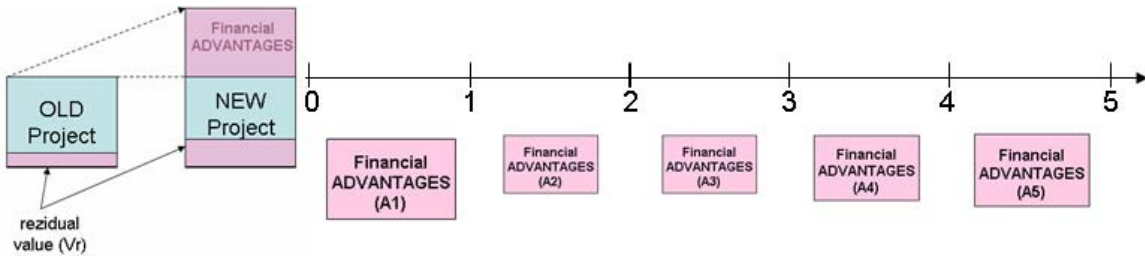 Financial
ADVANTAGES
OLD
Project
NEW
Project
rezidual
value (Vr)
0 1 2 3 4 5
Financial
ADVANTAGES
(A1)
Financial
ADVANTAGES
(A2)
Financial
ADVANTAGES
(A3)
Financial
ADVANTAGES
(A4)
Financial
ADVANTAGES
(A5)